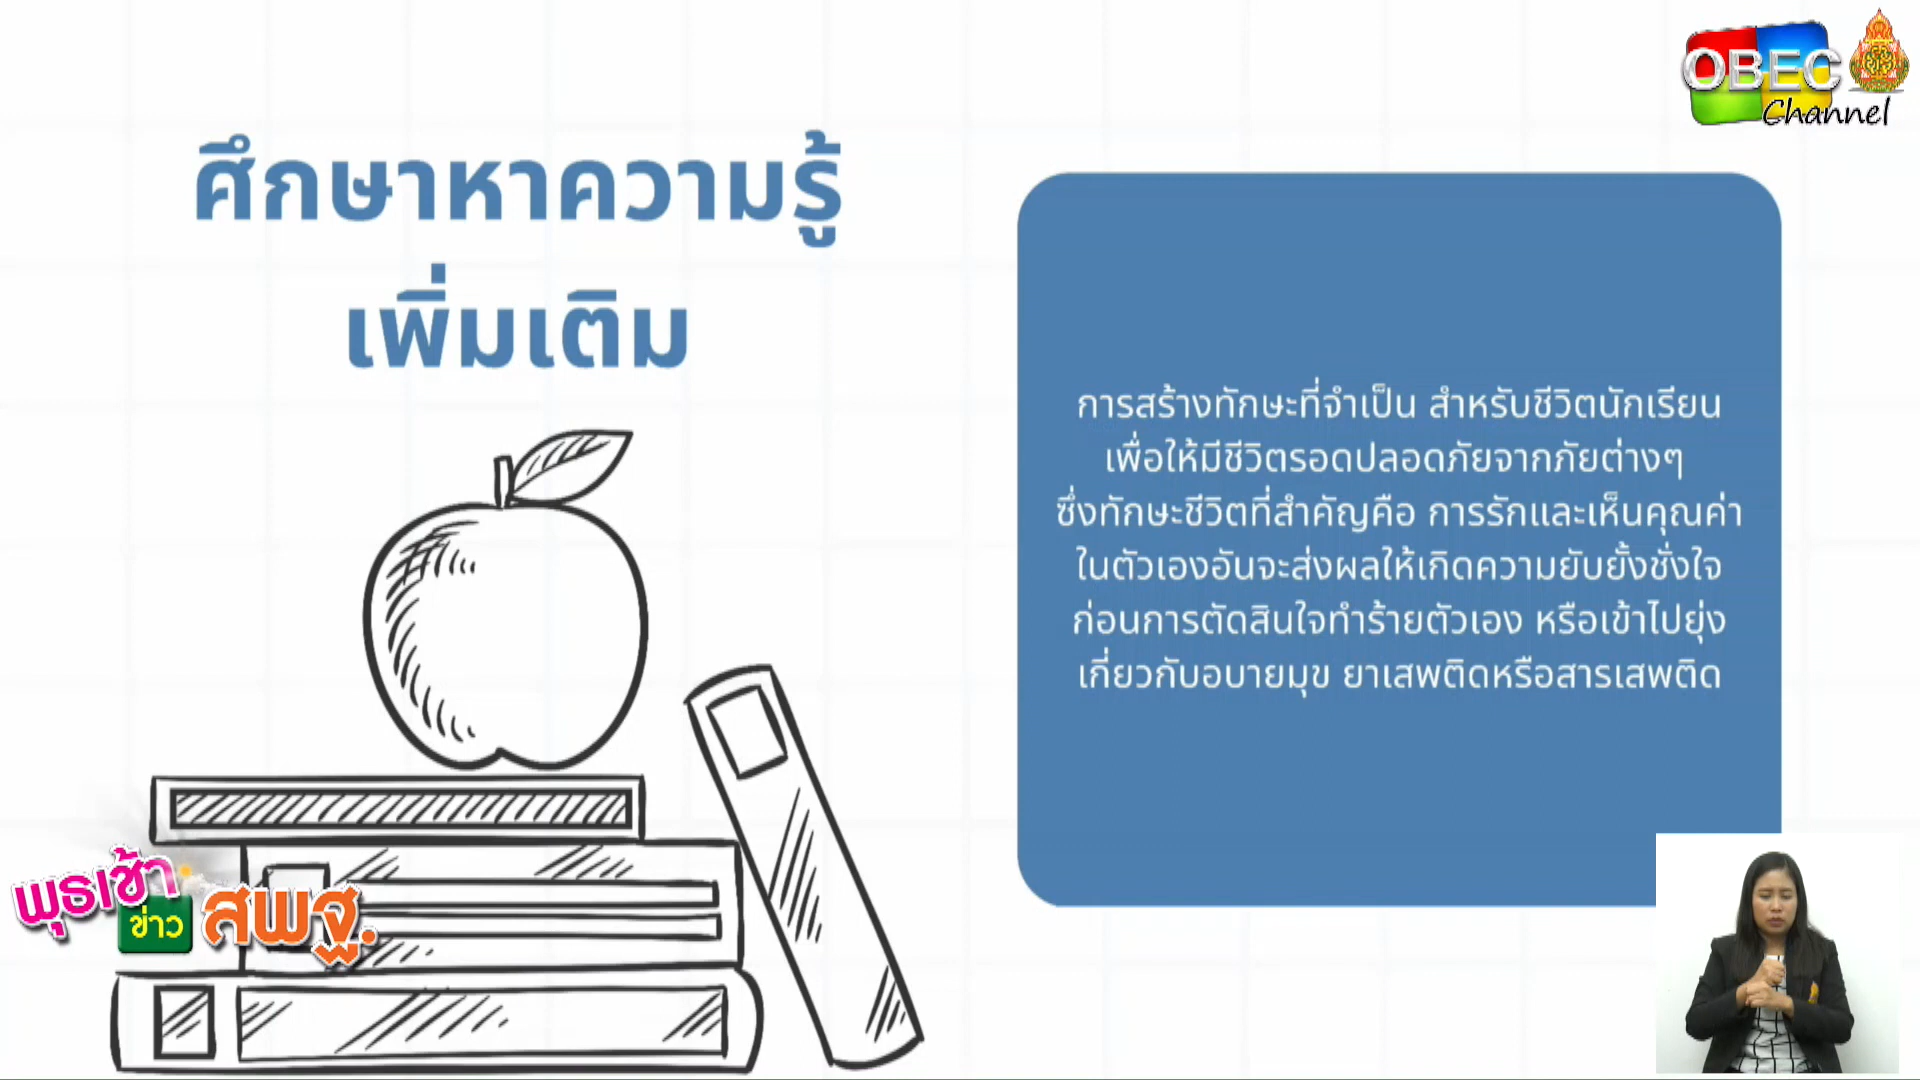 OBEC
Channel
ศึกษาหาความรู้
เพิ่มเติม
การสร้างทักษะที่จำเป็น สำหรับชีวิตนักเรียน
เพื่อให้มีชีวิตรอดปลอดภัยจากภัยต่างๆ
ซึ่งทักษะชีวิตที่สำคัญคือ การรักและเห็นคุณค่า
ในตัวเองอันจะส่งผลให้เกิดความยับยั้งชั่งใจ
ก่อนการตัดสินใจทำร้ายตัวเอง หรือเข้าไปยุ่ง
เกี่ยวกับอบายมุข ยาเสพติดหรือสารเสพติด
พุธเช้า
ข่าว สพฐ.